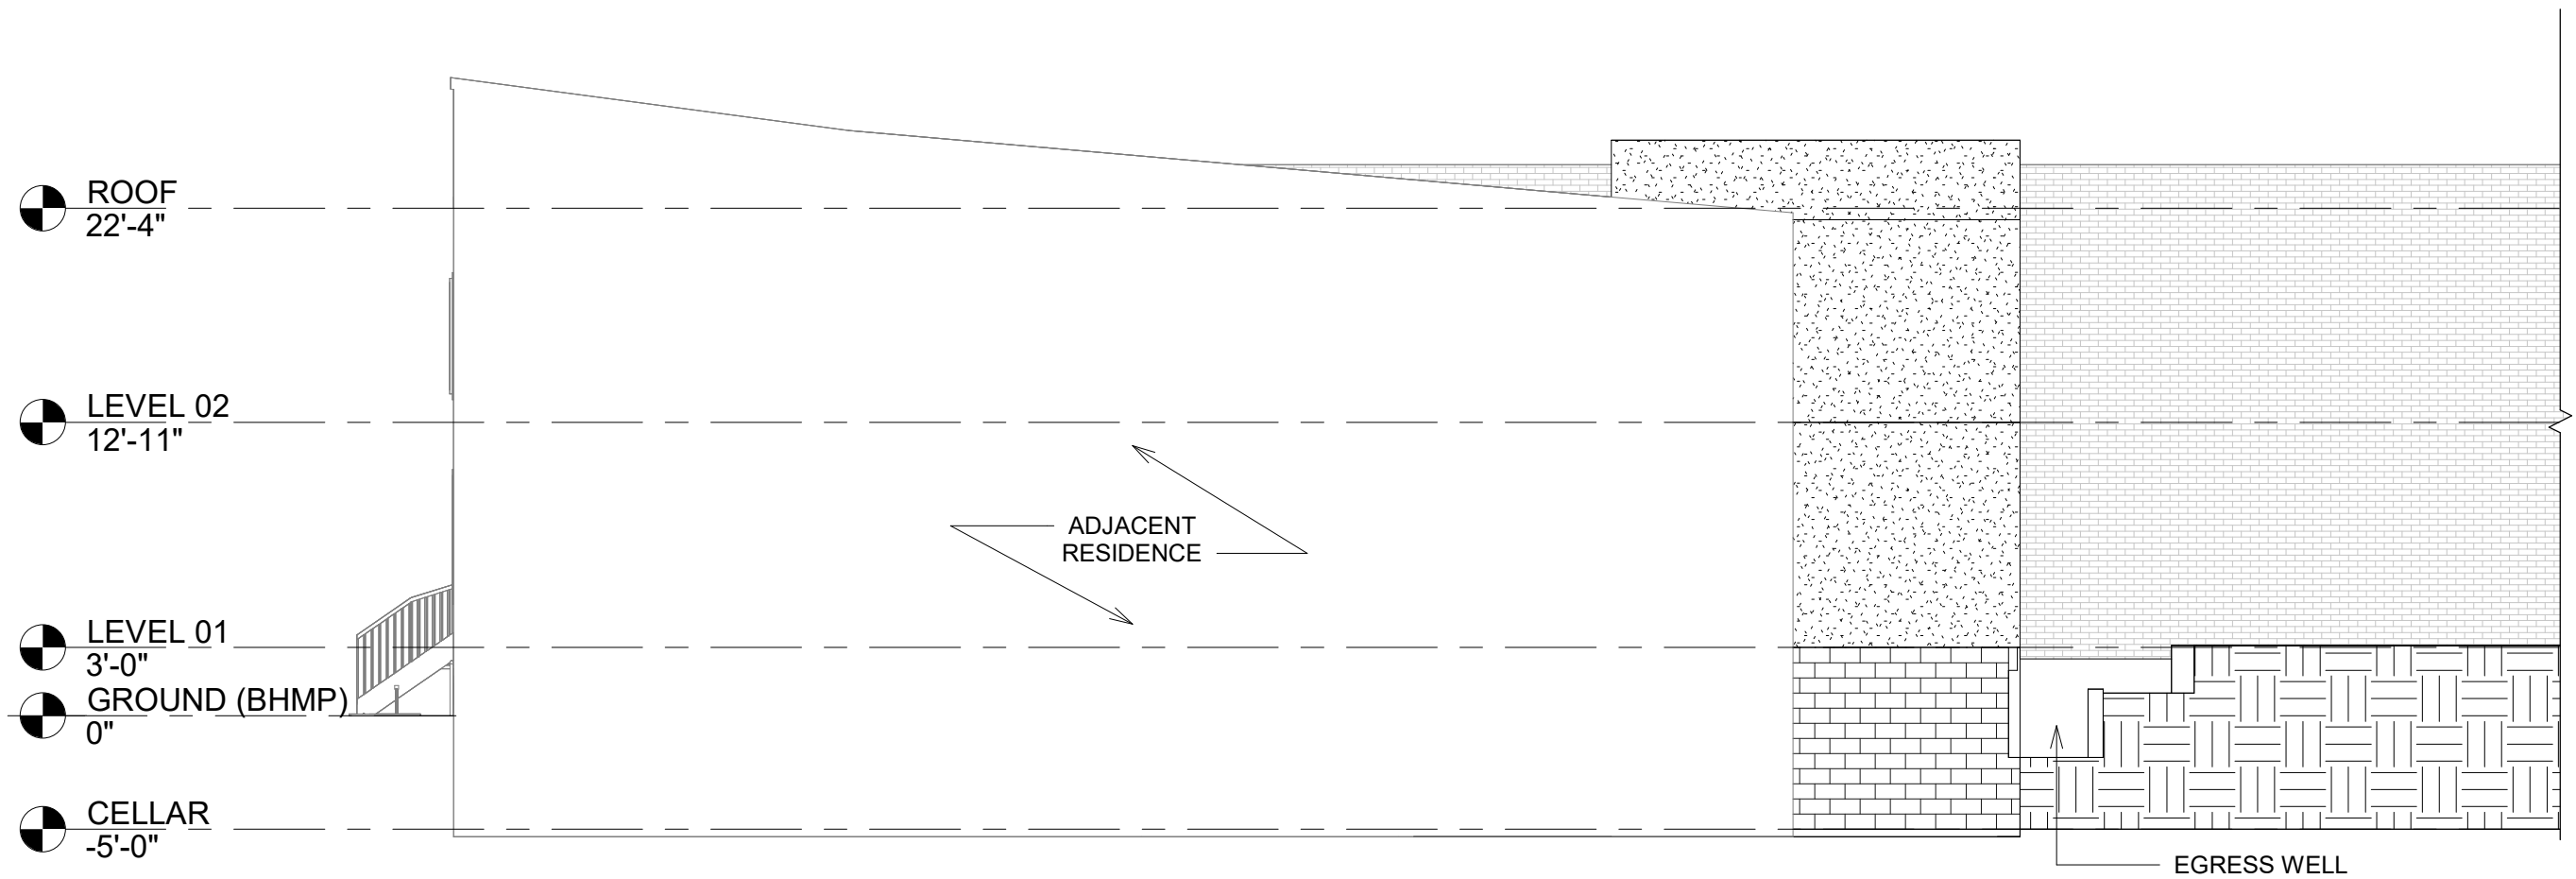 ROOF
22'-4"
LEVEL 02
12'-11"
ADJACENT
RESIDENCE
LEVEL 01
3'-0"
GROUND (BHMP)
0"
CELLAR
-5'-0"
EGRESS WELL